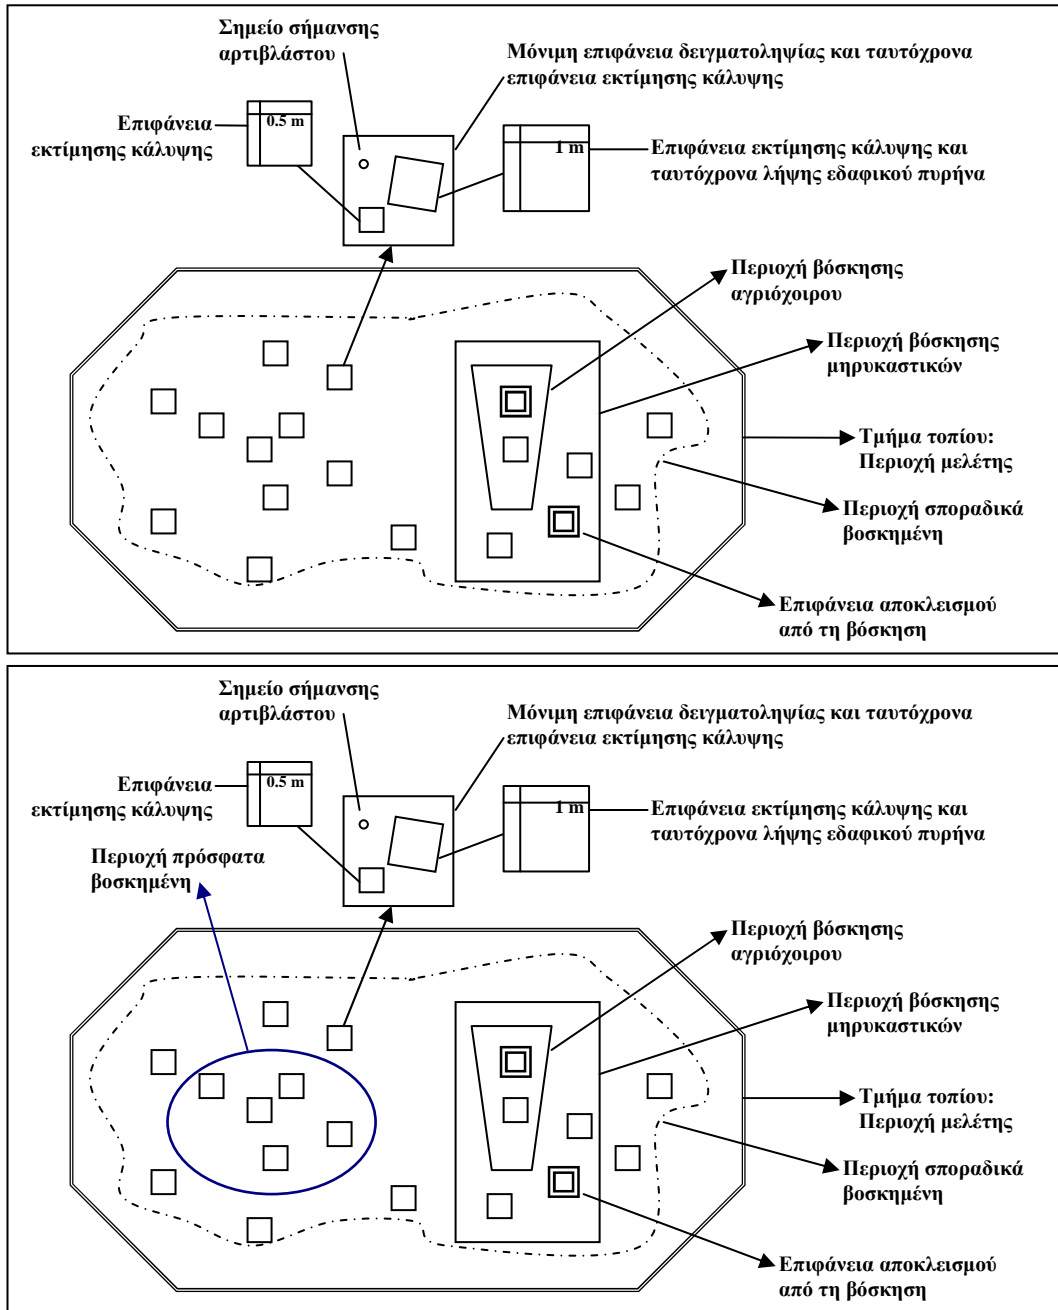 Σημείο σήμανσης
αρτιβλάστου
Μόνιμη επιφάνεια δειγματοληψίας και ταυτόχρονα
επιφάνεια εκτίμησης κάλυψης
Επιφάνεια
εκτίμησης κάλυψης
0.5 m
1 m
Επιφάνεια εκτίμησης κάλυψης και
ταυτόχρονα λήψης εδαφικού πυρήνα
Περιοχή βόσκησης
αγριόχοιρου
Περιοχή βόσκησης
μηρυκαστικών
Τμήμα τοπίου:
Περιοχή μελέτης
Περιοχή σποραδικά
βοσκημένη
Επιφάνεια αποκλεισμού
από τη βόσκηση
Σημείο σήμανσης
αρτιβλάστου
Μόνιμη επιφάνεια δειγματοληψίας και ταυτόχρονα
επιφάνεια εκτίμησης κάλυψης
Επιφάνεια
εκτίμησης κάλυψης
0.5 m
1 m
Επιφάνεια εκτίμησης κάλυψης και
ταυτόχρονα λήψης εδαφικού πυρήνα
Περιοχή πρόσφατα
βοσκημένη
Περιοχή βόσκησης
αγριόχοιρου
Περιοχή βόσκησης
μηρυκαστικών
Τμήμα τοπίου:
Περιοχή μελέτης
Περιοχή σποραδικά
βοσκημένη
Επιφάνεια αποκλεισμού
από τη βόσκηση